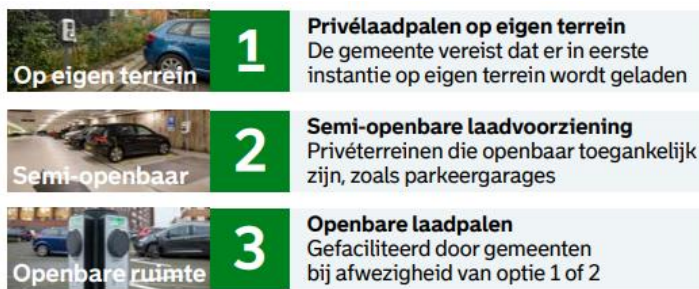 Op eigen terrein
1
Privélaadpalen op eigen terrein
De gemeente vereist dat er in eerste
instantie op eigen terrein wordt geladen
Semi-openbaar
2
Semi-openbare laadvoorziening
Privéterreinen die openbaar toegankelijk
zijn, zoals parkeergarages
Openbare ruimte
3
Openbare laadpalen
Gefaciliteerd door gemeenten
bij afwezigheid van optie 1 of 2